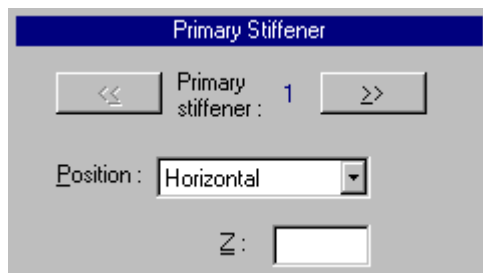 Primary Stiffener
<< Primary stiffener : 1 >>
Position : Horizontal
Z :